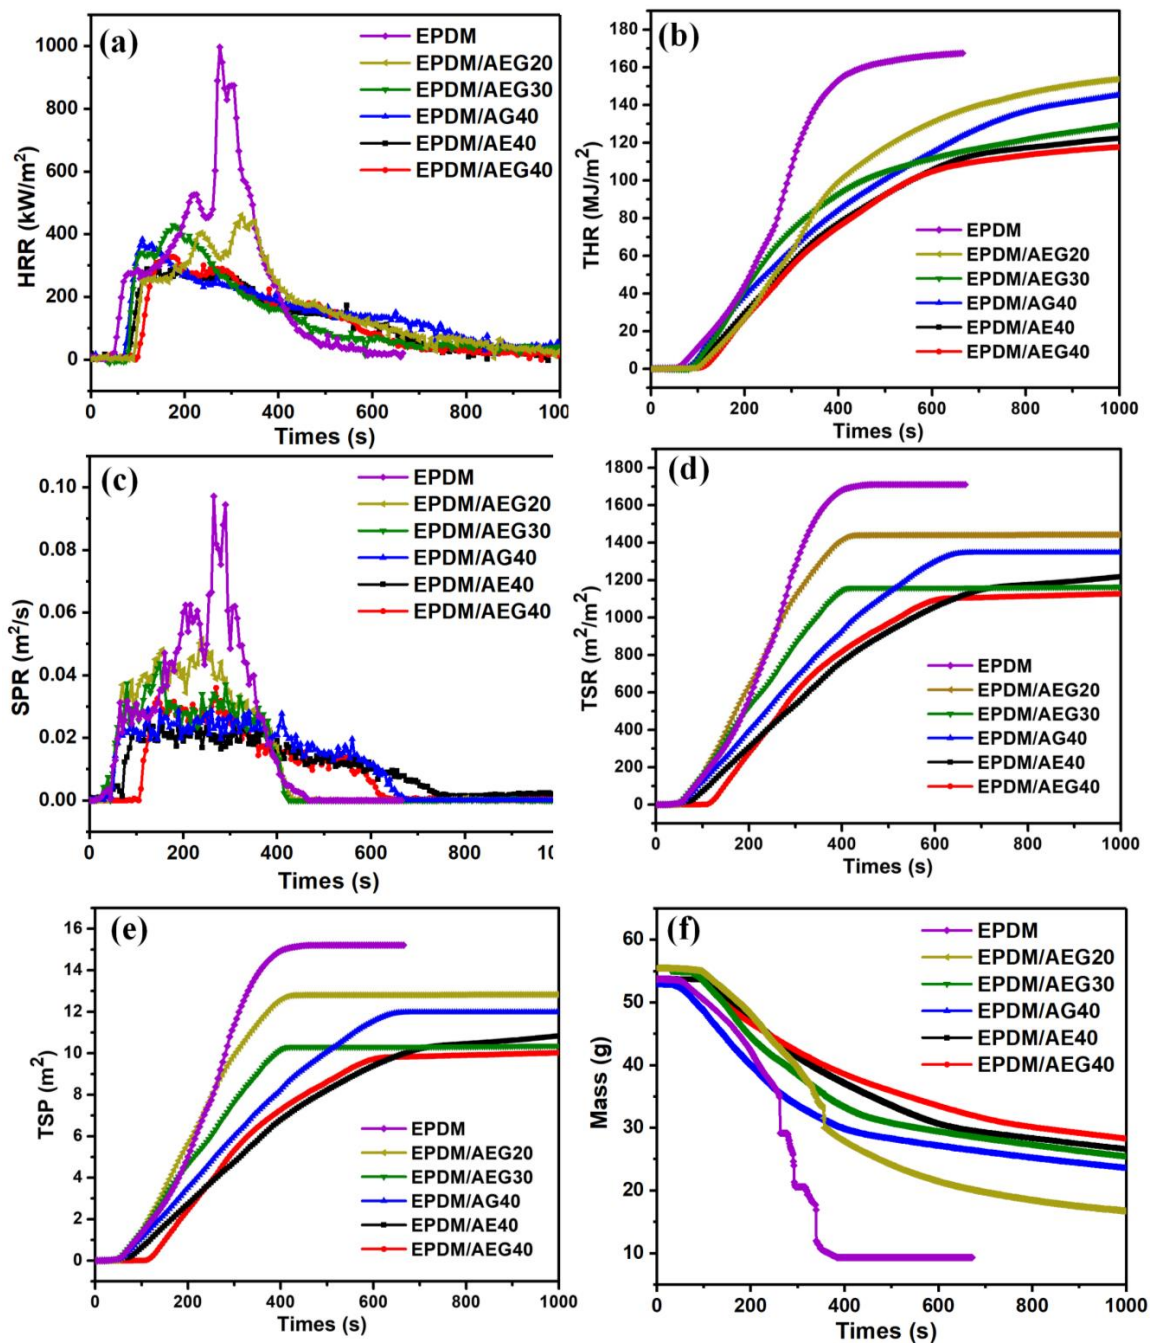 (a)
EPDM
EPDM/AEG20
EPDM/AEG30
EPDM/AG40
EPDM/AE40
EPDM/AEG40
HRR (kW/m²)
1000
800
600
400
200
0
0 200 400 600 800 1000
Times (s)
(b)
EPDM
EPDM/AEG20
EPDM/AEG30
EPDM/AG40
EPDM/AE40
EPDM/AEG40
THR (MJ/m²)
180
160
140
120
100
80
60
40
20
0
0 200 400 600 800 1000
Times (s)
(c)
EPDM
EPDM/AEG20
EPDM/AEG30
EPDM/AG40
EPDM/AE40
EPDM/AEG40
SPR (m²/s)
0.10
0.08
0.06
0.04
0.02
0.00
0 200 400 600 800 10
Times (s)
(d)
EPDM
EPDM/AEG20
EPDM/AEG30
EPDM/AG40
EPDM/AE40
EPDM/AEG40
TSR (m²/m²)
1800
1600
1400
1200
1000
800
600
400
200
0
0 200 400 600 800 1000
Times (s)
(e)
EPDM
EPDM/AEG20
EPDM/AEG30
EPDM/AG40
EPDM/AE40
EPDM/AEG40
TSP (m²)
16
14
12
10
8
6
4
2
0
0 200 400 600 800 1000
Times (s)
(f)
EPDM
EPDM/AEG20
EPDM/AEG30
EPDM/AG40
EPDM/AE40
EPDM/AEG40
Mass (g)
60
50
40
30
20
10
0 200 400 600 800 1000
Times (s)